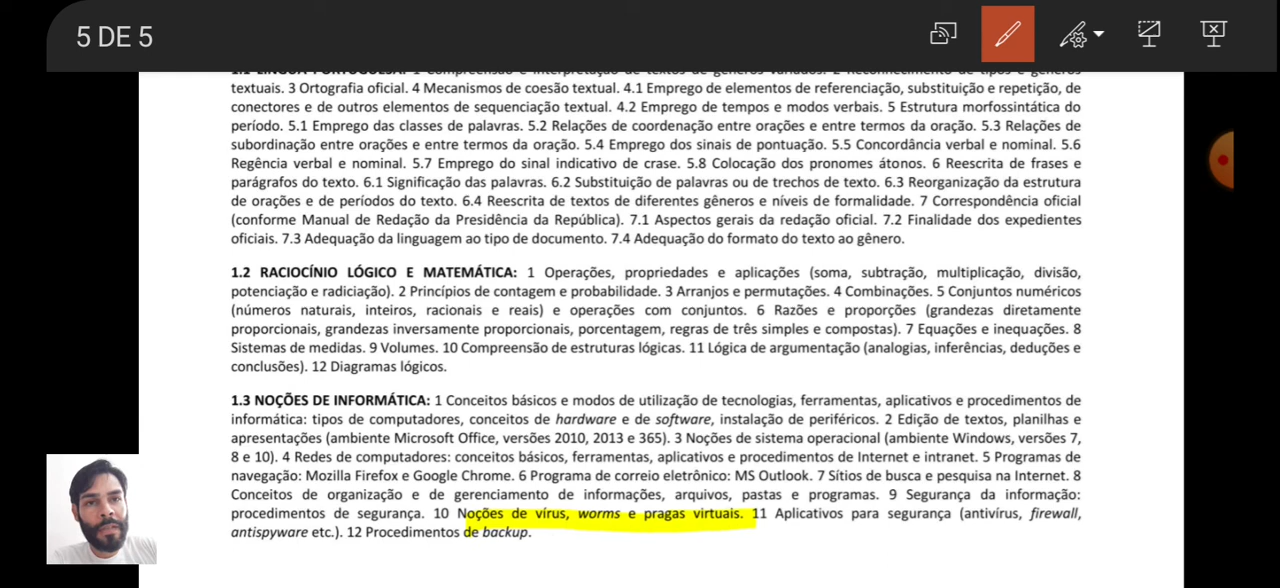 5 DE 5
1.1 LÍNGUA PORTUGUESA: 1 Compreensão e interpretação de textos de gêneros variados. 2 Reconhecimento de tipos e gêneros
textuais. 3 Ortografia oficial. 4 Mecanismos de coesão textual. 4.1 Emprego de elementos de referenciação, substituição e repetição, de
conectores e de outros elementos de sequenciação textual. 4.2 Emprego de tempos e modos verbais. 5 Estrutura morfossintática do
período. 5.1 Emprego das classes de palavras. 5.2 Relações de coordenação entre orações e entre termos da oração. 5.3 Relações de
subordinação entre orações e entre termos da oração. 5.4 Emprego dos sinais de pontuação. 5.5 Concordância verbal e nominal. 5.6
Regência verbal e nominal. 5.7 Emprego do sinal indicativo de crase. 5.8 Colocação dos pronomes átonos. 6 Reescrita de frases e
parágrafos do texto. 6.1 Significação das palavras. 6.2 Substituição de palavras ou de trechos de texto. 6.3 Reorganização da estrutura
de orações e de períodos do texto. 6.4 Reescrita de textos de diferentes gêneros e níveis de formalidade. 7 Correspondência oficial
(conforme Manual de Redação da Presidência da República). 7.1 Aspectos gerais da redação oficial. 7.2 Finalidade dos expedientes
oficiais. 7.3 Adequação da linguagem ao tipo de documento. 7.4 Adequação do formato do texto ao gênero.
1.2 RACIOCÍNIO LÓGICO E MATEMÁTICA: 1 Operações, propriedades e aplicações (soma, subtração, multiplicação, divisão,
potenciação e radiciação). 2 Princípios de contagem e probabilidade. 3 Arranjos e permutações. 4 Combinações. 5 Conjuntos numéricos
(números naturais, inteiros, racionais e reais) e operações com conjuntos. 6 Razões e proporções (grandezas diretamente
proporcionais, grandezas inversamente proporcionais, porcentagem, regras de três simples e compostas). 7 Equações e inequações. 8
Sistemas de medidas. 9 Volumes. 10 Compreensão de estruturas lógicas. 11 Lógica de argumentação (analogias, inferências, deduções e
conclusões). 12 Diagramas lógicos.
1.3 NOÇÕES DE INFORMÁTICA: 1 Conceitos básicos e modos de utilização de tecnologias, ferramentas, aplicativos e procedimentos de
informática: tipos de computadores, conceitos de hardware e de software, instalação de periféricos. 2 Edição de textos, planilhas e
apresentações (ambiente Microsoft Office, versões 2010, 2013 e 365). 3 Noções de sistema operacional (ambiente Windows, versões 7,
8 e 10). 4 Redes de computadores: conceitos básicos, ferramentas, aplicativos e procedimentos de Internet e intranet. 5 Programas de
navegação: Mozilla Firefox e Google Chrome. 6 Programa de correio eletrônico: MS Outlook. 7 Sítios de busca e pesquisa na Internet. 8
Conceitos de organização e de gerenciamento de informações, arquivos, pastas e programas. 9 Segurança da informação:
procedimentos de segurança. 10 Noções de vírus, worms e pragas virtuais. 11 Aplicativos para segurança (antivírus, firewall,
antispyware etc.). 12 Procedimentos de backup.